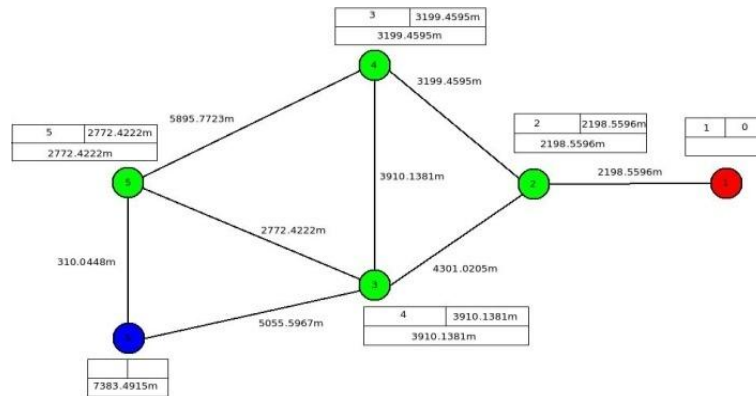 3 3199.4595m
3199.4595m
4
3199.4595m
5895.7723m
5 2772.4222m
2772.4222m
2 2198.5596m
2198.5596m
1 0
3910.1381m
5
2
2198.5596m
1
2772.4222m
310.0448m
4301.0205m
3
5055.5967m
4 3910.1381m
3910.1381m
7383.4915m